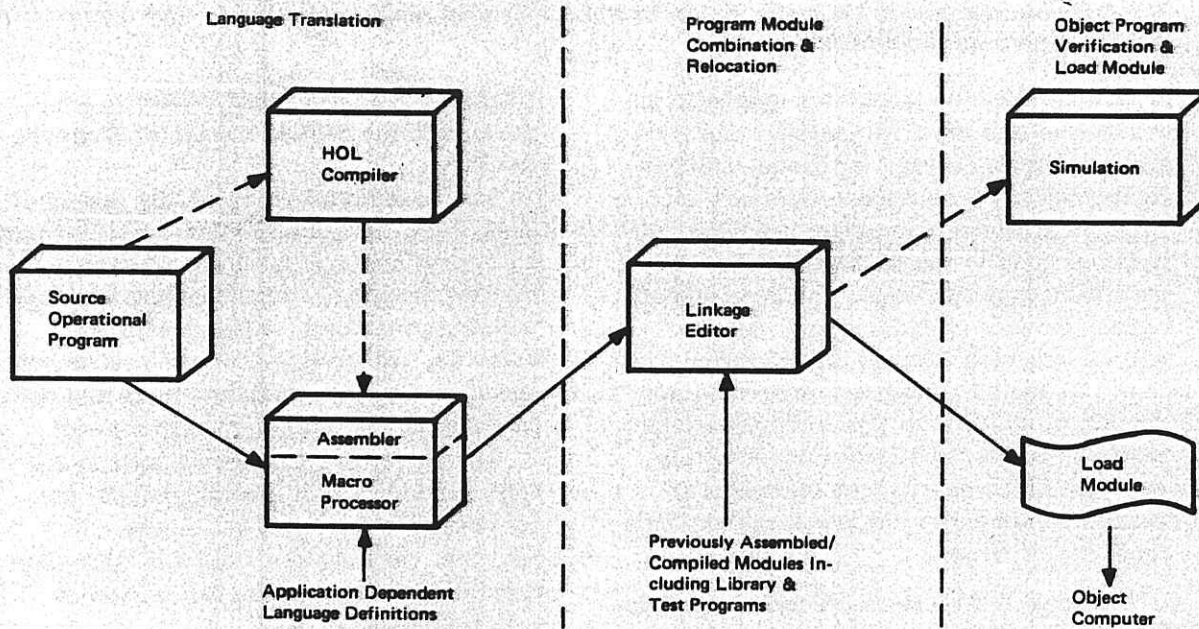 Language Translation
Program Module
Combination &
Relocation
Object Program
Verification &
Load Module
HOL
Compiler
Simulation
Source
Operational
Program
Linkage
Editor
Assembler
Macro
Processor
Load
Module
Application Dependent
Language Definitions
Previously Assembled/
Compiled Modules In-
cluding Library &
Test Programs
Object
Computer